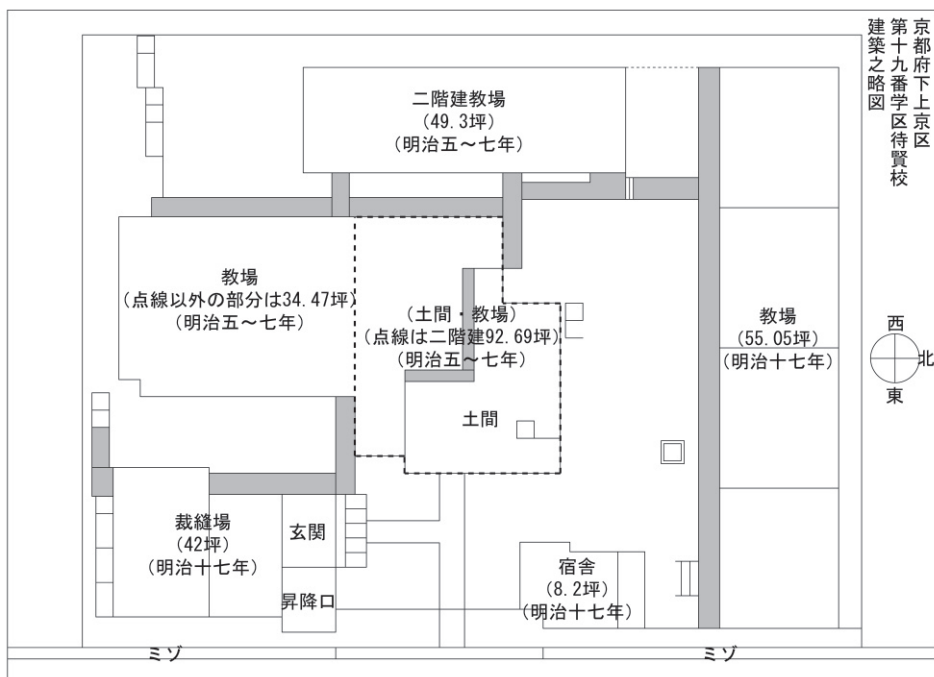 京都府下上京区
第十九番学区待賢校
建築之略図
二階建教場
(49.3坪)
(明治五～七年)
教場
(点線以外の部分は34.47坪)
(明治五～七年)
(土間・教場)
(点線は二階建92.69坪)
(明治五～七年)
土間
教場
(55.05坪)
(明治十七年)
西
北
東
裁縫場
(42坪)
(明治十七年)
玄関
昇降口
宿舎
(8.2坪)
(明治十七年)
ミゾ
ミゾ